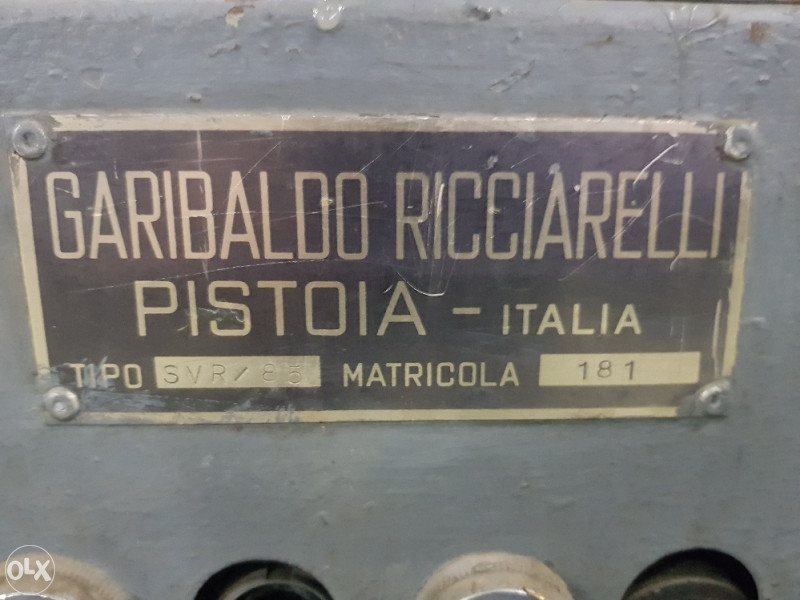 GARIBALDO RICCIARELLI
PISTOIA - ITALIA
TIPO SVR/85 MATRICOLA 181
OLX